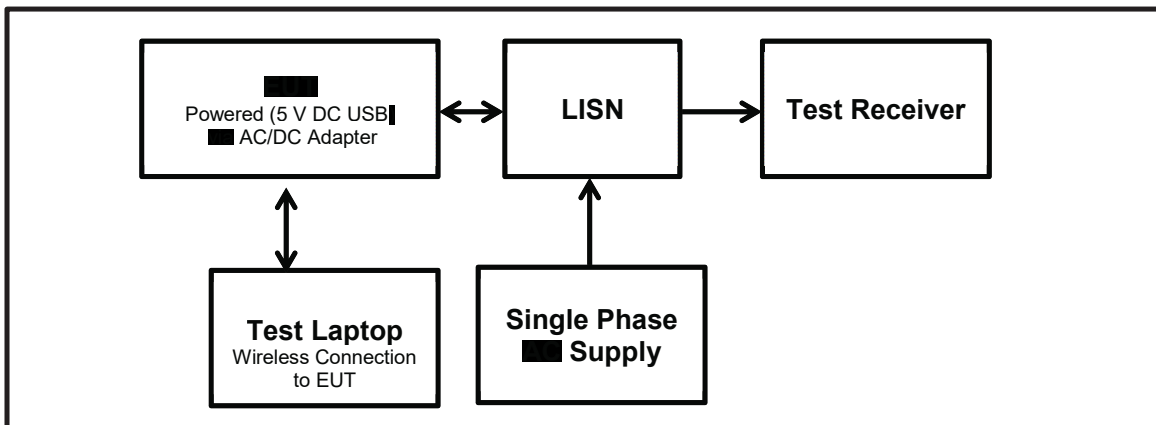 Powered (5 V DC USB
AC/DC Adapter
LISN
Test Receiver
Test Laptop
Wireless Connection
to EUT
Single Phase
Supply